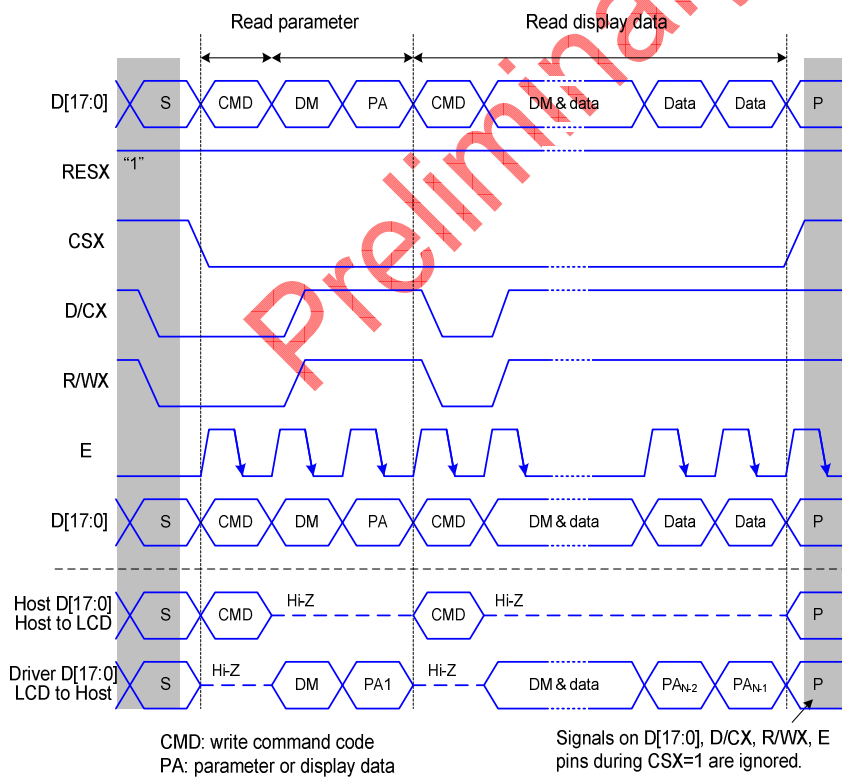 Read parameter
Read display data
D[17:0] S CMD DM PA CMD DM & data Data Data P
RESX "1"
CSX
D/CX
R/WX
E
D[17:0] S CMD DM PA CMD DM & data Data Data P
Host D[17:0]
Host to LCD
S CMD Hi-Z CMD Hi-Z P
Driver D[17:0]
LCD to Host
S Hi-Z DM PA1 Hi-Z DM & data PAN-2 PAN-1 P
CMD: write command code
PA: parameter or display data
Signals on D[17:0], D/CX, R/WX, E
pins during CSX=1 are ignored.
Preliminary